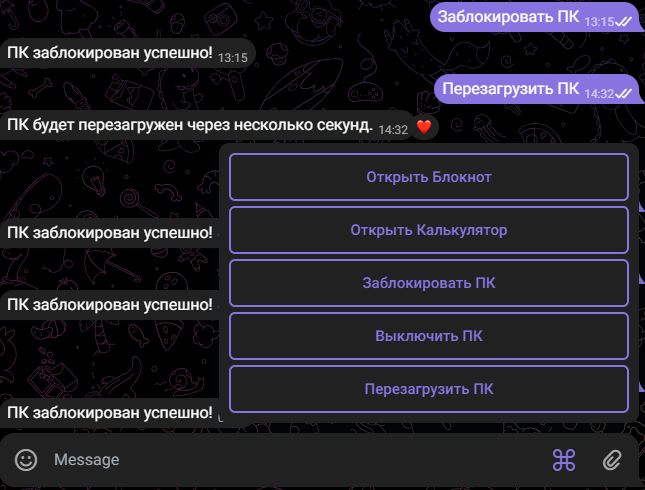 Заблокировать ПК 13:15
ПК заблокирован успешно! 13:15
Перезагрузить ПК 14:32
ПК будет перезагружен через несколько секунд. 14:32
Открыть Блокнот
ПК заблокирован успешно!
Открыть Калькулятор
Заблокировать ПК
ПК заблокирован успешно!
Выключить ПК
Перезагрузить ПК
ПК заблокирован успешно!
Message